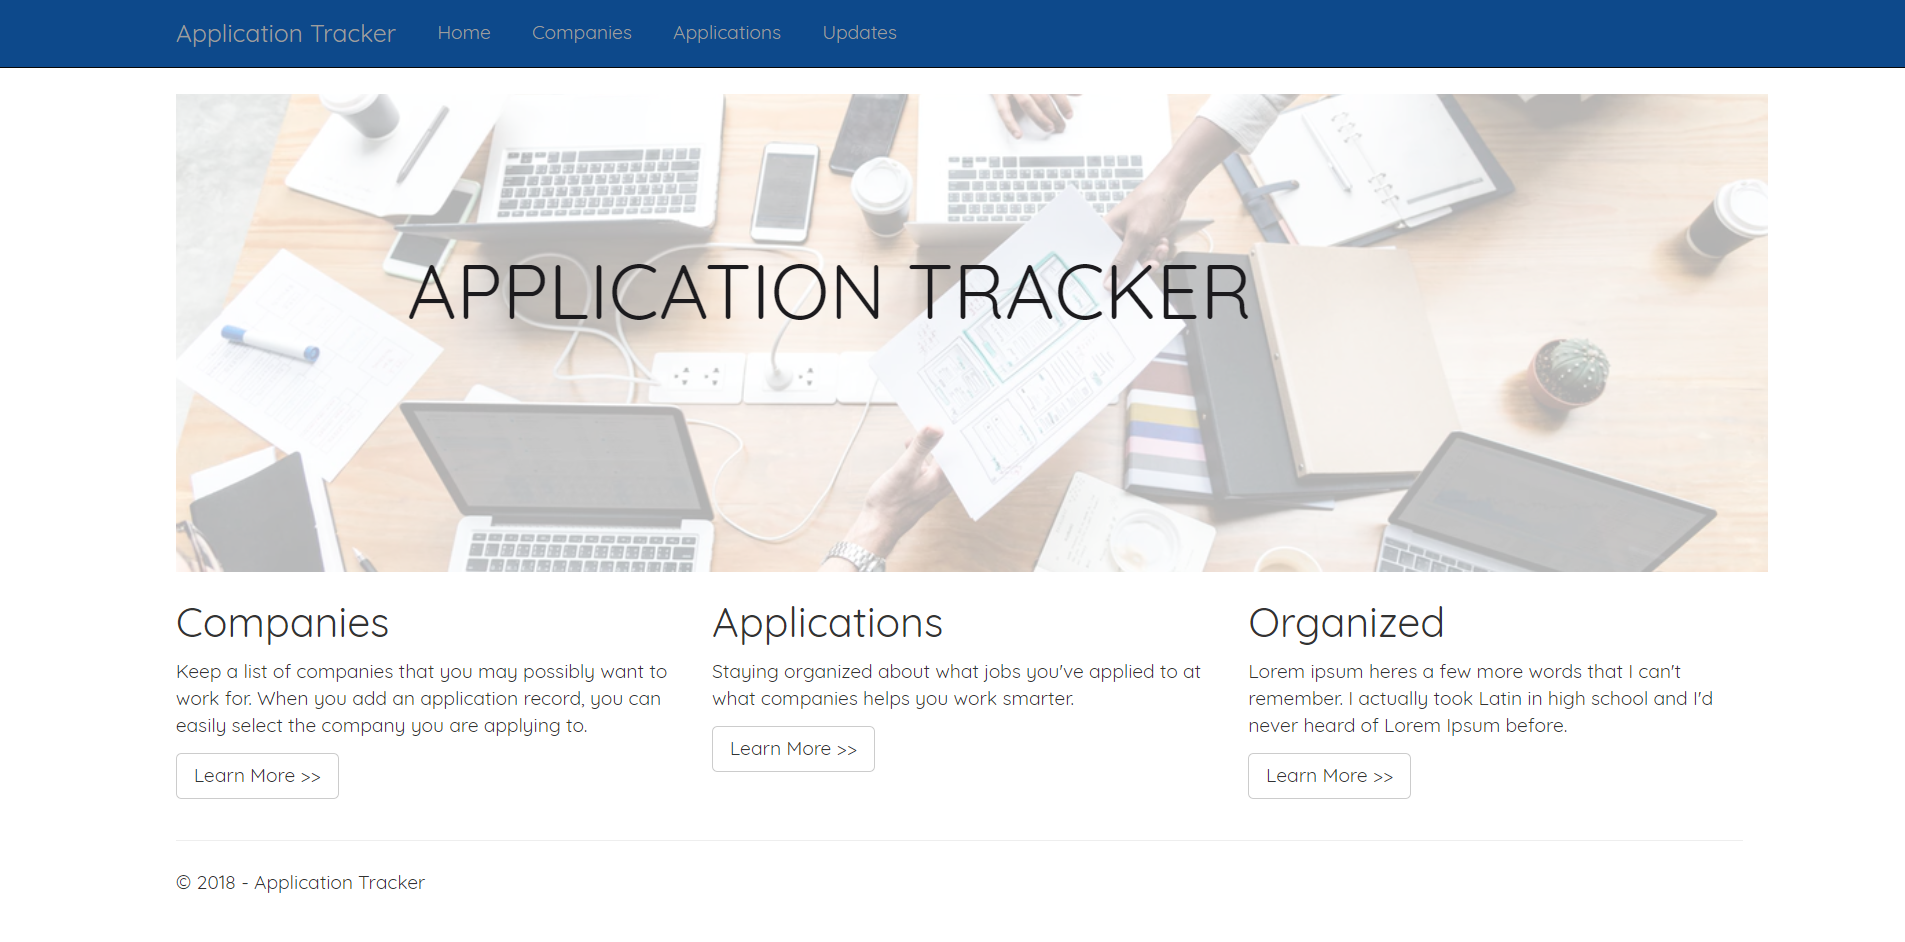 Application Tracker Home Companies Applications Updates
APPLICATION TRACKER
Companies
Keep a list of companies that you may possibly want to
work for. When you add an application record, you can
easily select the company you are applying to.
Learn More >>
Applications
Staying organized about what jobs you've applied to at
what companies helps you work smarter.
Learn More >>
Organized
Lorem ipsum heres a few more words that I can't
remember. I actually took Latin in high school and I'd
never heard of Lorem Ipsum before.
Learn More >>
© 2018 - Application Tracker